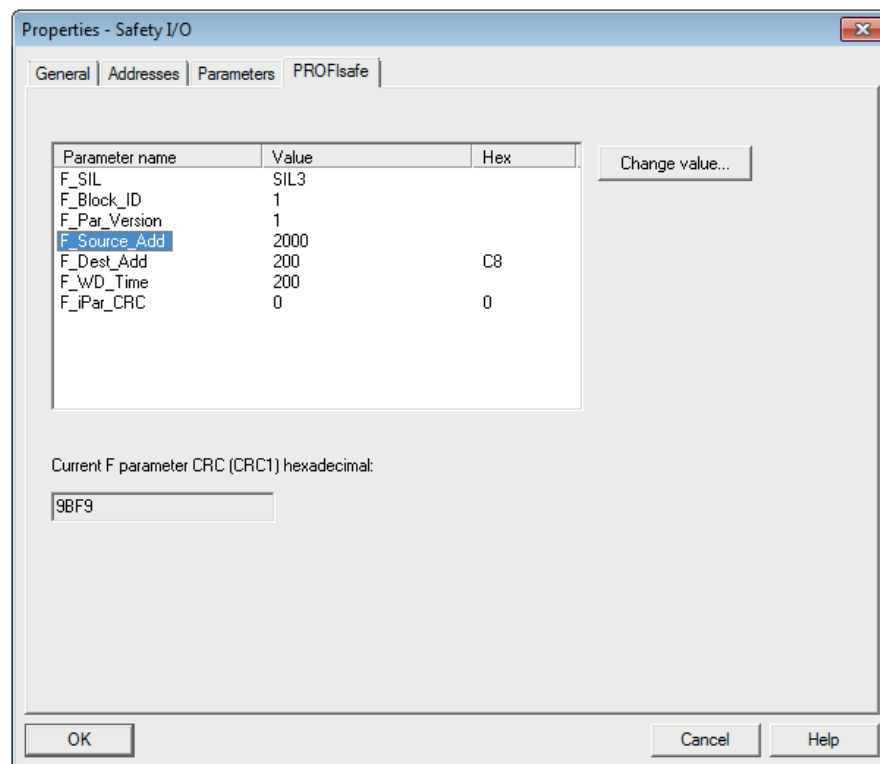 Properties - Safety I/O
General Addresses Parameters PROFIsafe
Parameter name Value Hex
F_SIL SIL3
F_Block_ID 1
F_Par_Version 1
F_Source_Add 2000
F_Dest_Add 200 C8
F_WD_Time 200
F_iPar_CRC 0 0
Change value...
Current F parameter CRC (CRC1) hexadecimal:
9BF9
OK Cancel Help